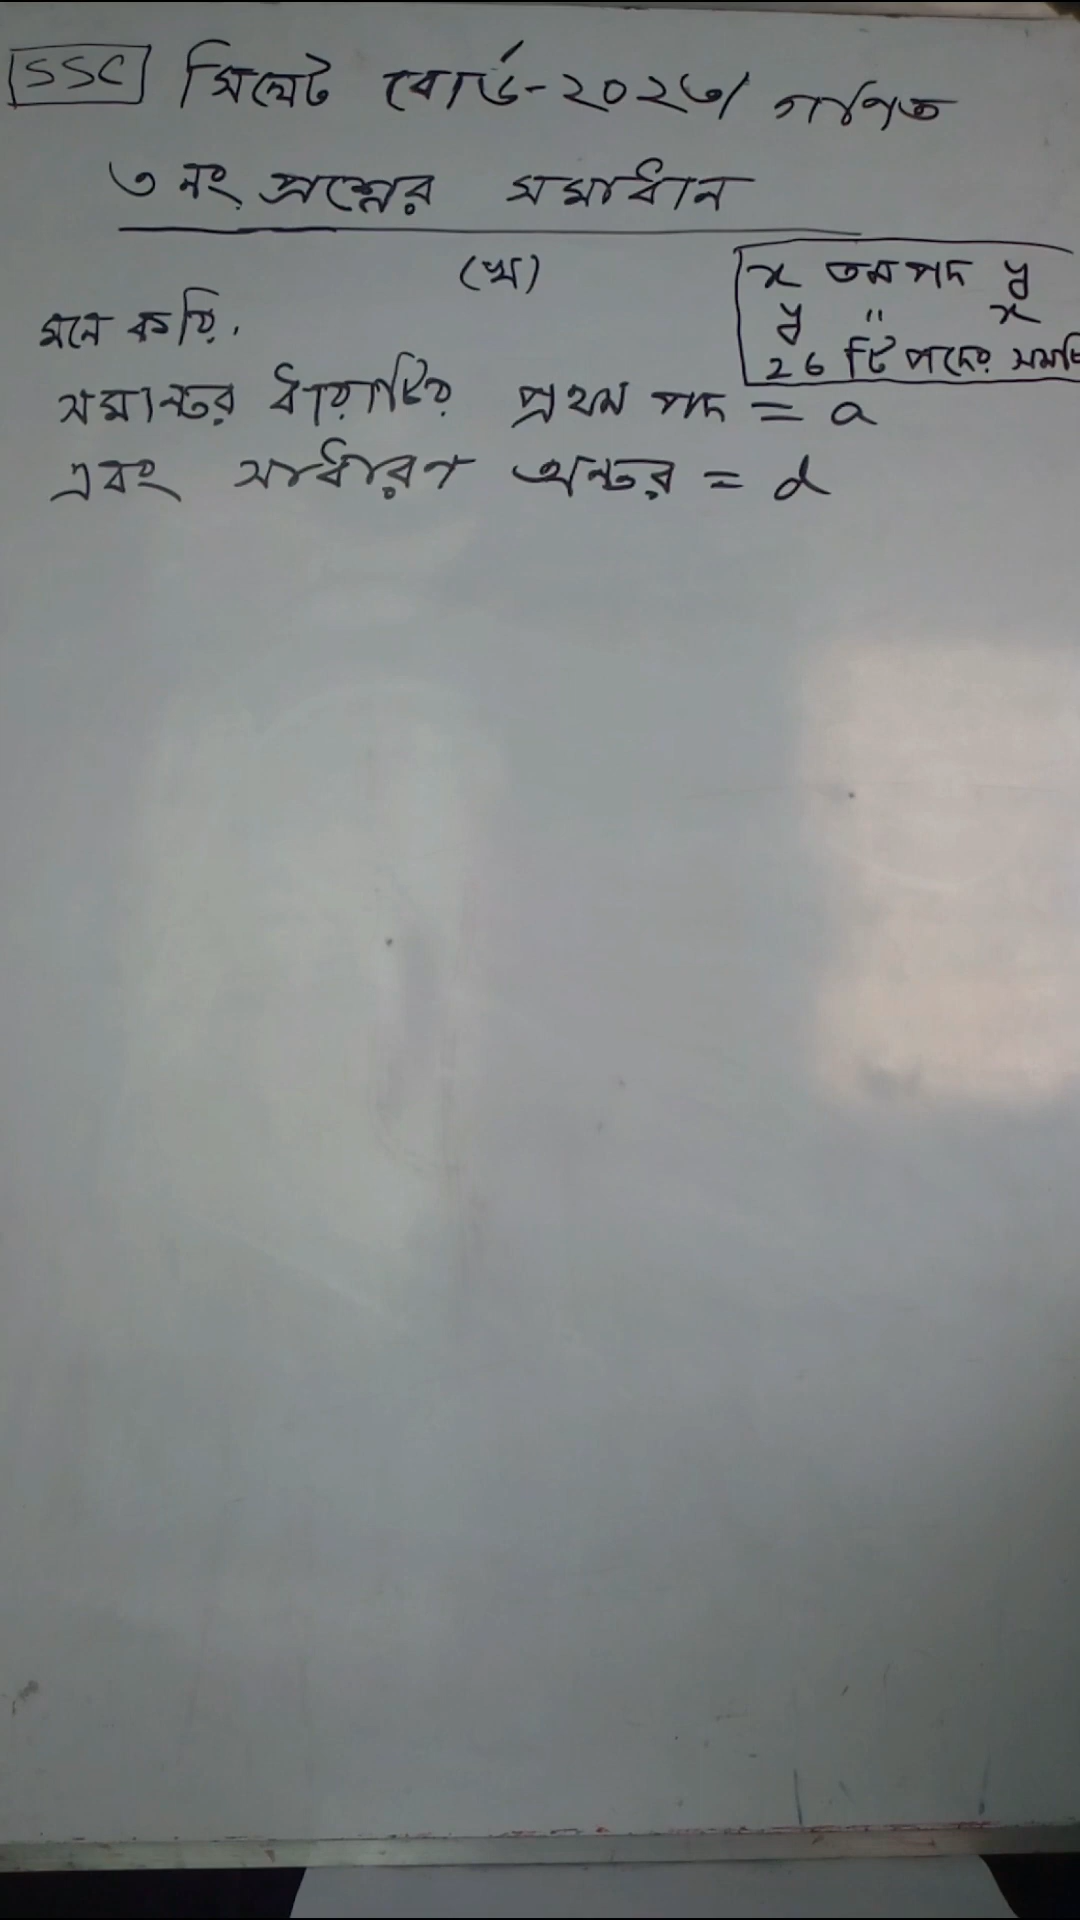 SSC সিলেট বোর্ড-২০২৩/ গণিত
৩ নং প্রশ্নের সমাধান
(খ)
x তম পদ y
y " x
26 টি পদের সমষ্টি
মনে করি,
সমান্তর ধারাটির প্রথম পদ = a
এবং সাধারণ অন্তর = d